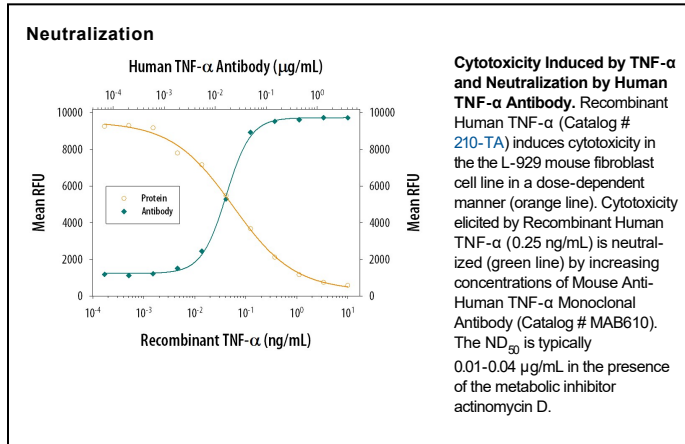 Neutralization
Human TNF-α Antibody (μg/mL)
10⁻⁴ 10⁻³ 10⁻² 10⁻¹ 10⁰
10000 10000
8000 8000
6000 6000
4000 4000
2000 2000
0 0
Mean RFU
Protein
Antibody
Mean RFU
10⁻⁴ 10⁻³ 10⁻² 10⁻¹ 10⁰ 10¹
Recombinant TNF-α (ng/mL)
Cytotoxicity Induced by TNF-α
and Neutralization by Human
TNF-α Antibody. Recombinant
Human TNF-α (Catalog #
210-TA) induces cytotoxicity in
the the L-929 mouse fibroblast
cell line in a dose-dependent
manner (orange line). Cytotoxicity
elicited by Recombinant Human
TNF-α (0.25 ng/mL) is neutral-
ized (green line) by increasing
concentrations of Mouse Anti-
Human TNF-α Monoclonal
Antibody (Catalog # MAB610).
The ND₅₀ is typically
0.01-0.04 μg/mL in the presence
of the metabolic inhibitor
actinomycin D.